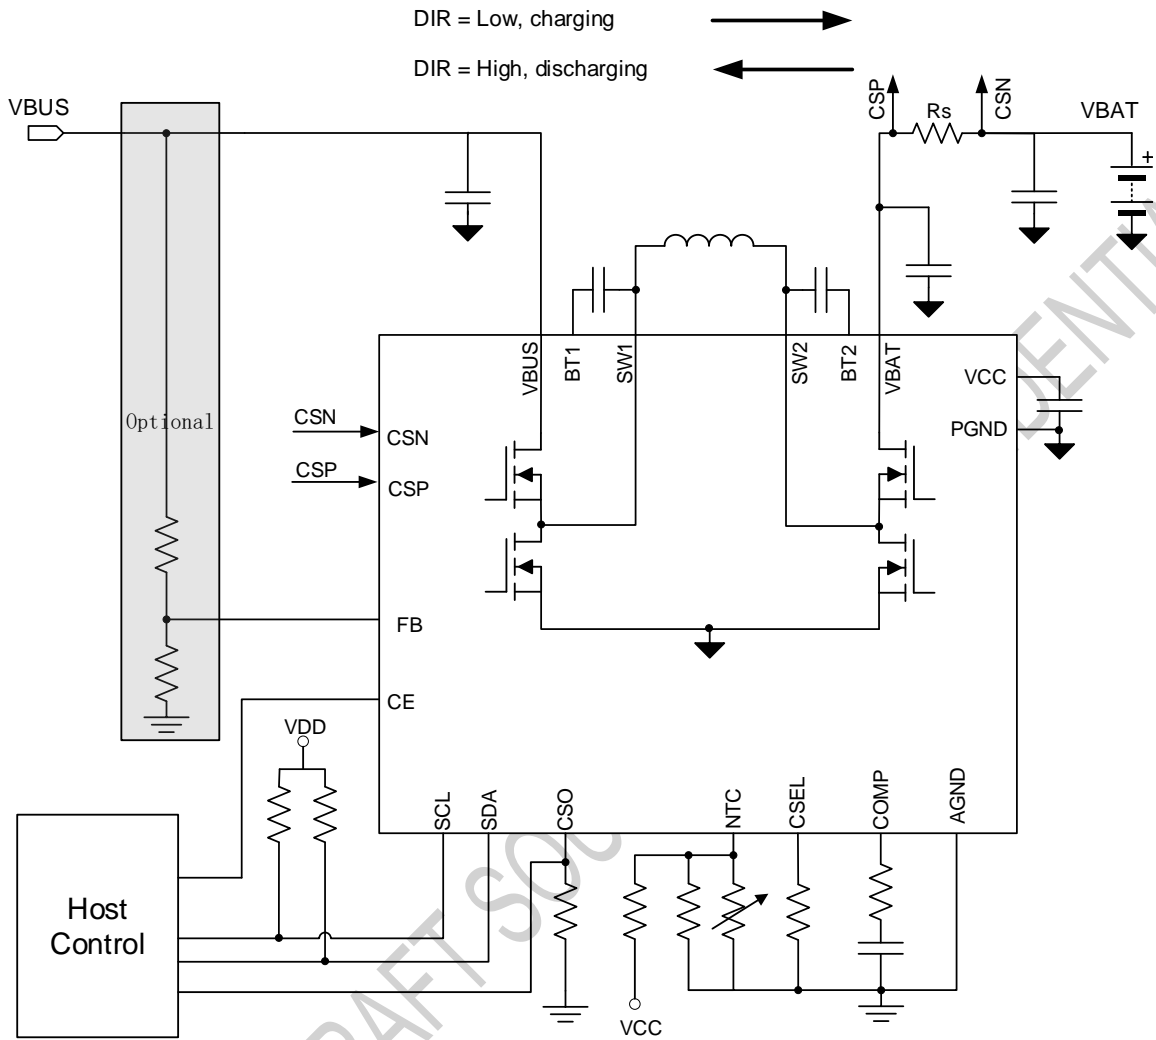 DIR = Low, charging
DIR = High, discharging
VBUS
CSP
Rs
CSN
VBAT
VBUS
BT1
SW1
SW2
BT2
VBAT
VCC
PGND
Optional
CSN
CSN
CSP
CSP
FB
CE
VDD
SCL
SDA
CSO
NTC
CSEL
COMP
AGND
Host
Control
VCC
+